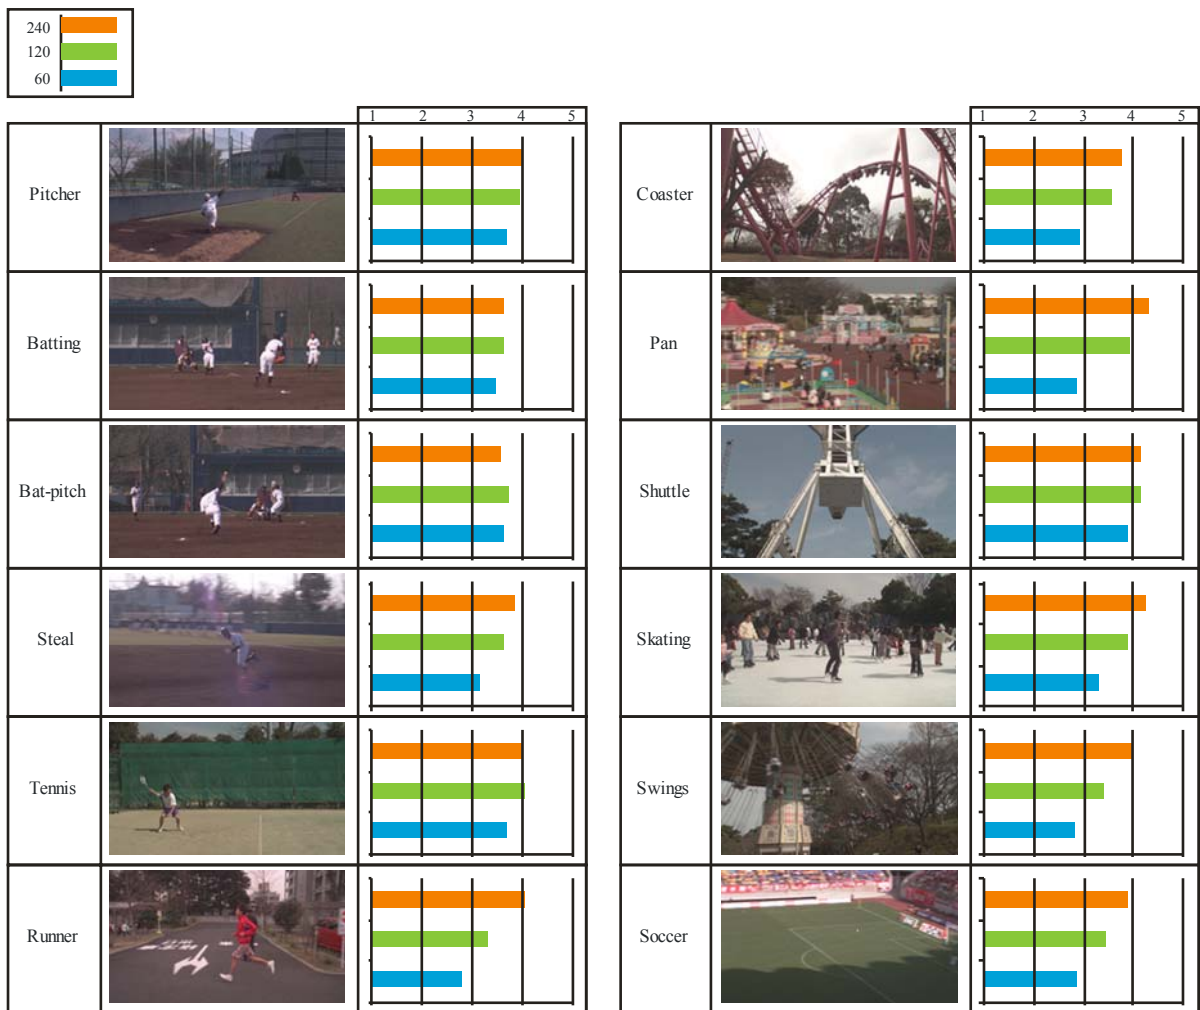 240
120
60
1 2 3 4 5
1 2 3 4 5
Pitcher
Coaster
Batting
Pan
Bat-pitch
Shuttle
Steal
Skating
Tennis
Swings
Runner
Soccer